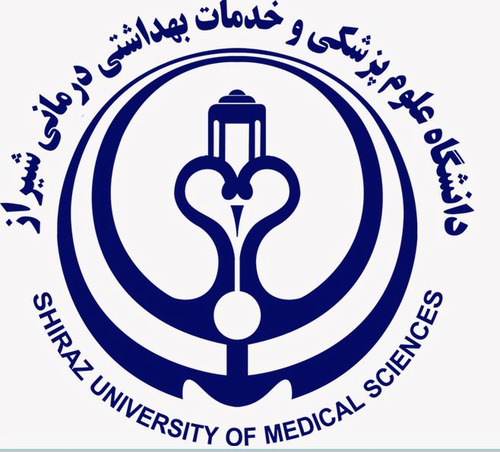 دانشگاه علوم پزشکی و خدمات بهداشتی درمانی شیراز
SHIRAZ UNIVERSITY OF MEDICAL SCIENCES